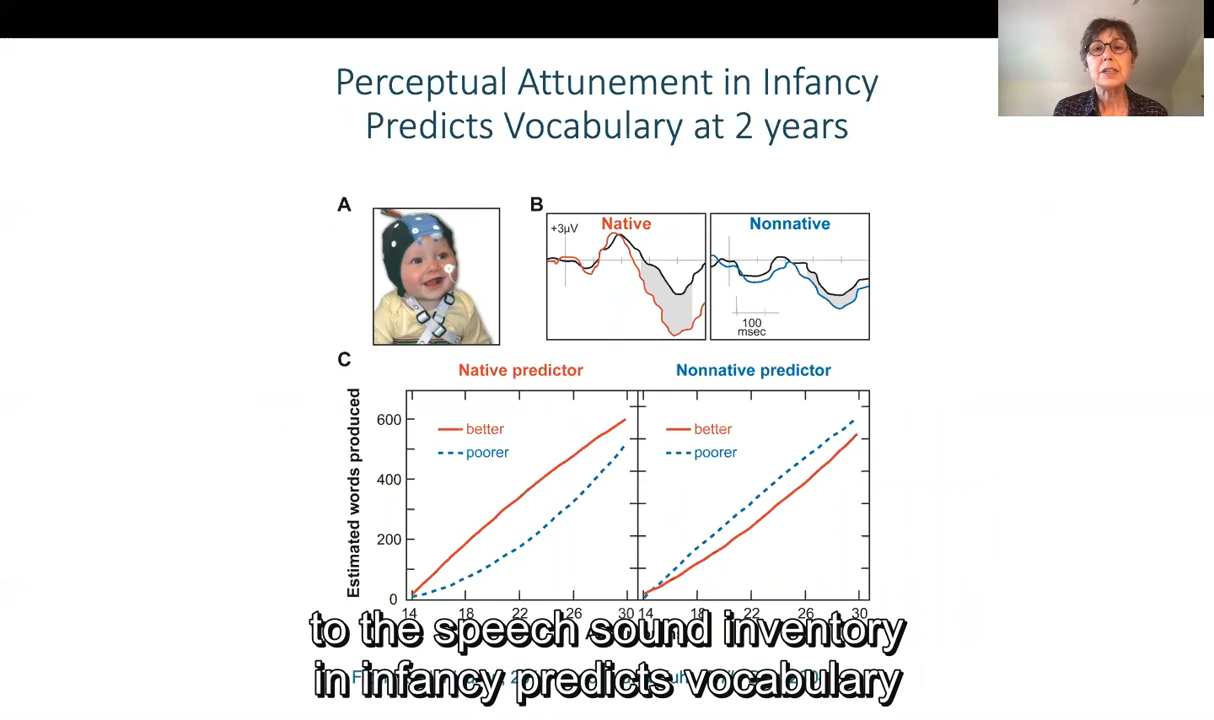 Perceptual Attunement in Infancy
Predicts Vocabulary at 2 years
A
B
+3µV
Native
Nonnative
100
msec
C
Native predictor
Nonnative predictor
Estimated words produced
600
400
200
0
better
poorer
better
poorer
14
18
22
26
30
14
18
22
26
30
to the speech sound inventory
in infancy predicts vocabulary